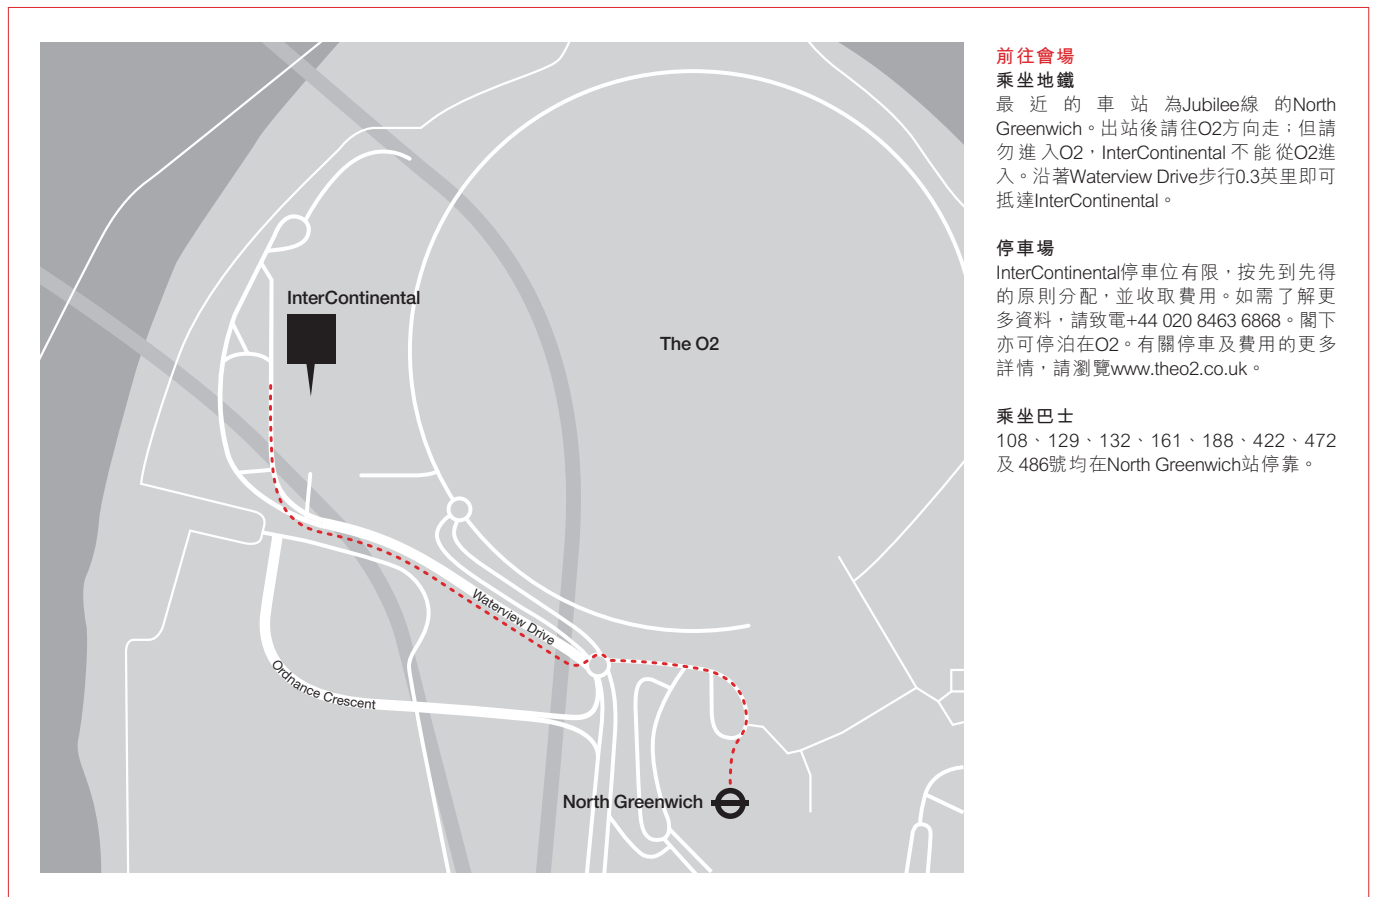 InterContinental
The O2
Waterview Drive
Ordnance Crescent
North Greenwich
前往會場
乘坐地鐵
最近的車站為Jubilee線的North
Greenwich。出站後請往O2方向走；但請
勿進入O2，InterContinental不能從O2進
入。沿著Waterview Drive步行0.3英里即可
抵達InterContinental。
停車場
InterContinental停車位有限，按先到先得
的原則分配，並收取費用。如需了解更
多資料，請致電+44 020 8463 6868。閣下
亦可停泊在O2。有關停車及費用的更多
詳情，請瀏覽www.theo2.co.uk。
乘坐巴士
108、129、132、161、188、422、472
及486號均在North Greenwich站停靠。